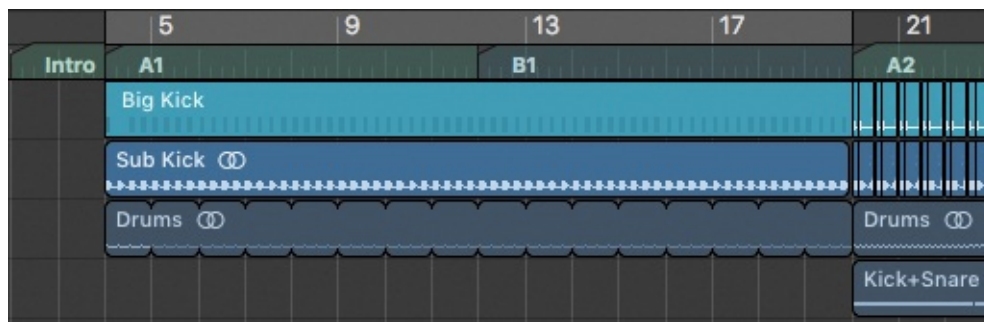 5 9 13 17 21
Intro A1 B1 A2
Big Kick
Sub Kick
Drums Drums
Kick+Snare